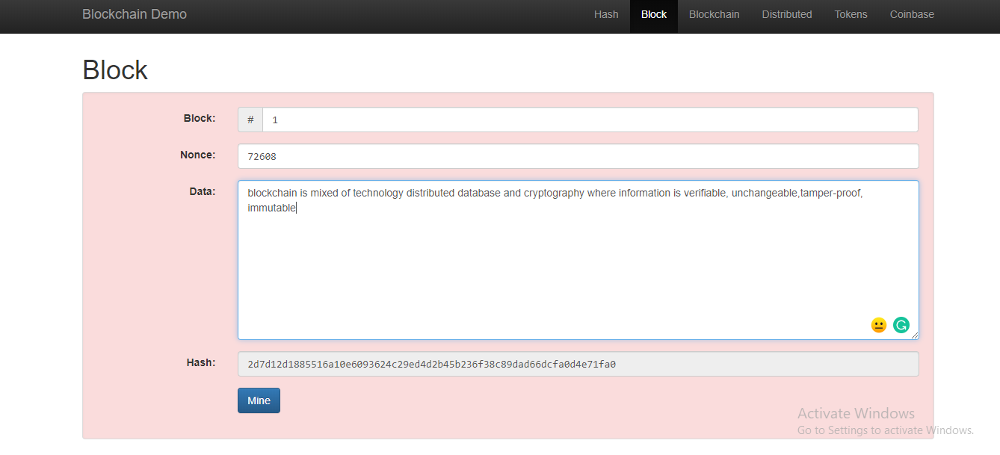 Blockchain Demo Hash Block Blockchain Distributed Tokens Coinbase
Block
Block: # 1
Nonce: 72608
Data: blockchain is mixed of technology distributed database and cryptography where information is verifiable, unchangeable,tamper-proof,
immutable
Hash: 2d7d12d1885516a10e6093624c29ed4d2b45b236f38c89dad66dcfa0d4e71fa0
Mine
Activate Windows
Go to Settings to activate Windows.